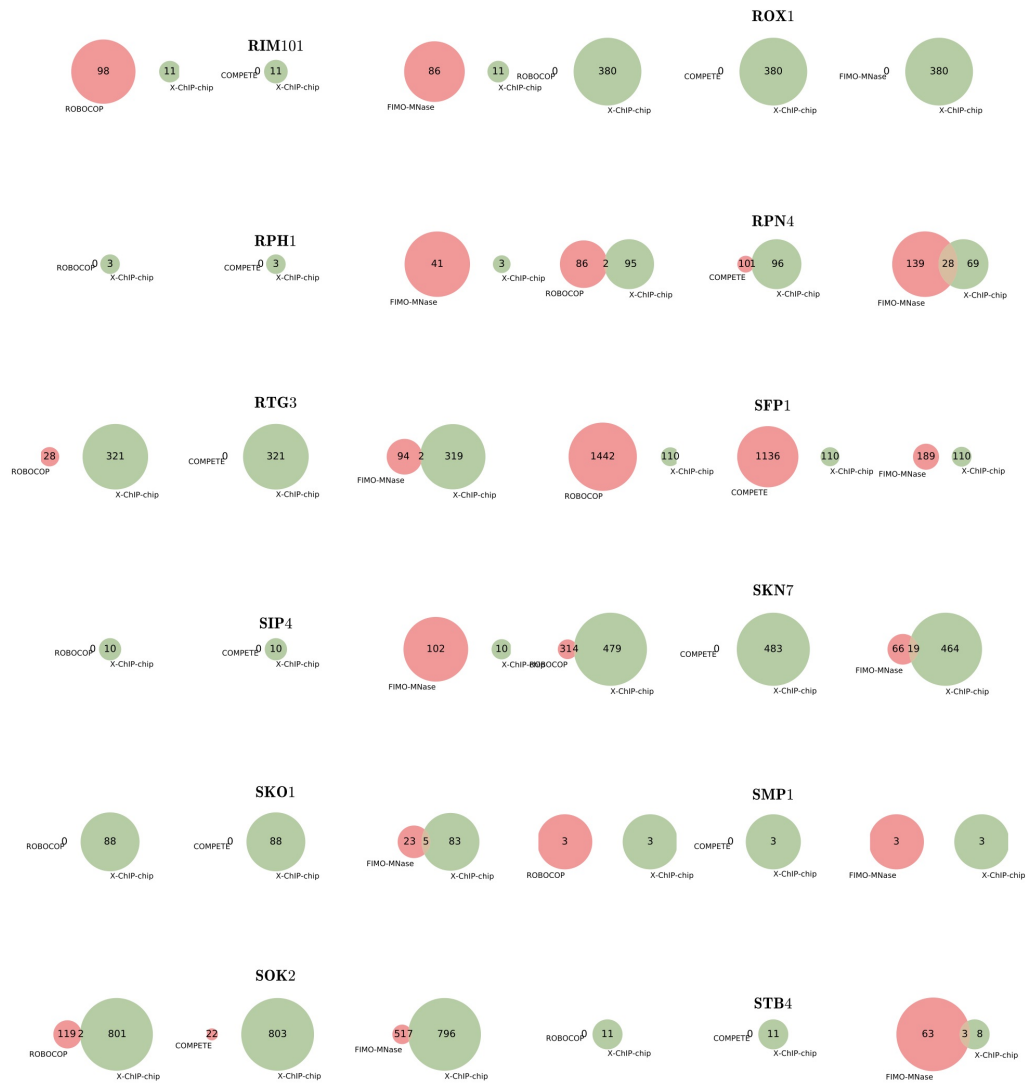 RIM101
ROX1
98 11 0 11 86 11 0 380 0 380 0 380
ROBOCOP X-ChIP-chip COMPETE X-ChIP-chip FIMO-MNase X-ChIP-chip ROBOCOP X-ChIP-chip COMPETE X-ChIP-chip FIMO-MNase X-ChIP-chip
RPH1
RPN4
0 3 0 3 41 3 86 2 95 10 1 96 139 28 69
ROBOCOP X-ChIP-chip COMPETE X-ChIP-chip FIMO-MNase X-ChIP-chip ROBOCOP X-ChIP-chip COMPETE X-ChIP-chip FIMO-MNase X-ChIP-chip
RTG3
SFP1
28 321 0 321 94 2 319 1442 110 1136 110 189 110
ROBOCOP X-ChIP-chip COMPETE X-ChIP-chip FIMO-MNase X-ChIP-chip ROBOCOP X-ChIP-chip COMPETE X-ChIP-chip FIMO-MNase X-ChIP-chip
SIP4
SKN7
0 10 0 10 102 10 31 4 479 0 483 66 19 464
ROBOCOP X-ChIP-chip COMPETE X-ChIP-chip FIMO-MNase X-ChIP-chip ROBOCOP X-ChIP-chip COMPETE X-ChIP-chip FIMO-MNase X-ChIP-chip
SKO1
SMP1
0 88 0 88 23 5 83 3 3 0 3 3 3
ROBOCOP X-ChIP-chip COMPETE X-ChIP-chip FIMO-MNase X-ChIP-chip ROBOCOP X-ChIP-chip COMPETE X-ChIP-chip FIMO-MNase X-ChIP-chip
SOK2
STB4
119 2 801 22 803 51 7 796 0 11 0 11 63 3 8
ROBOCOP X-ChIP-chip COMPETE X-ChIP-chip FIMO-MNase X-ChIP-chip ROBOCOP X-ChIP-chip COMPETE X-ChIP-chip FIMO-MNase X-ChIP-chip